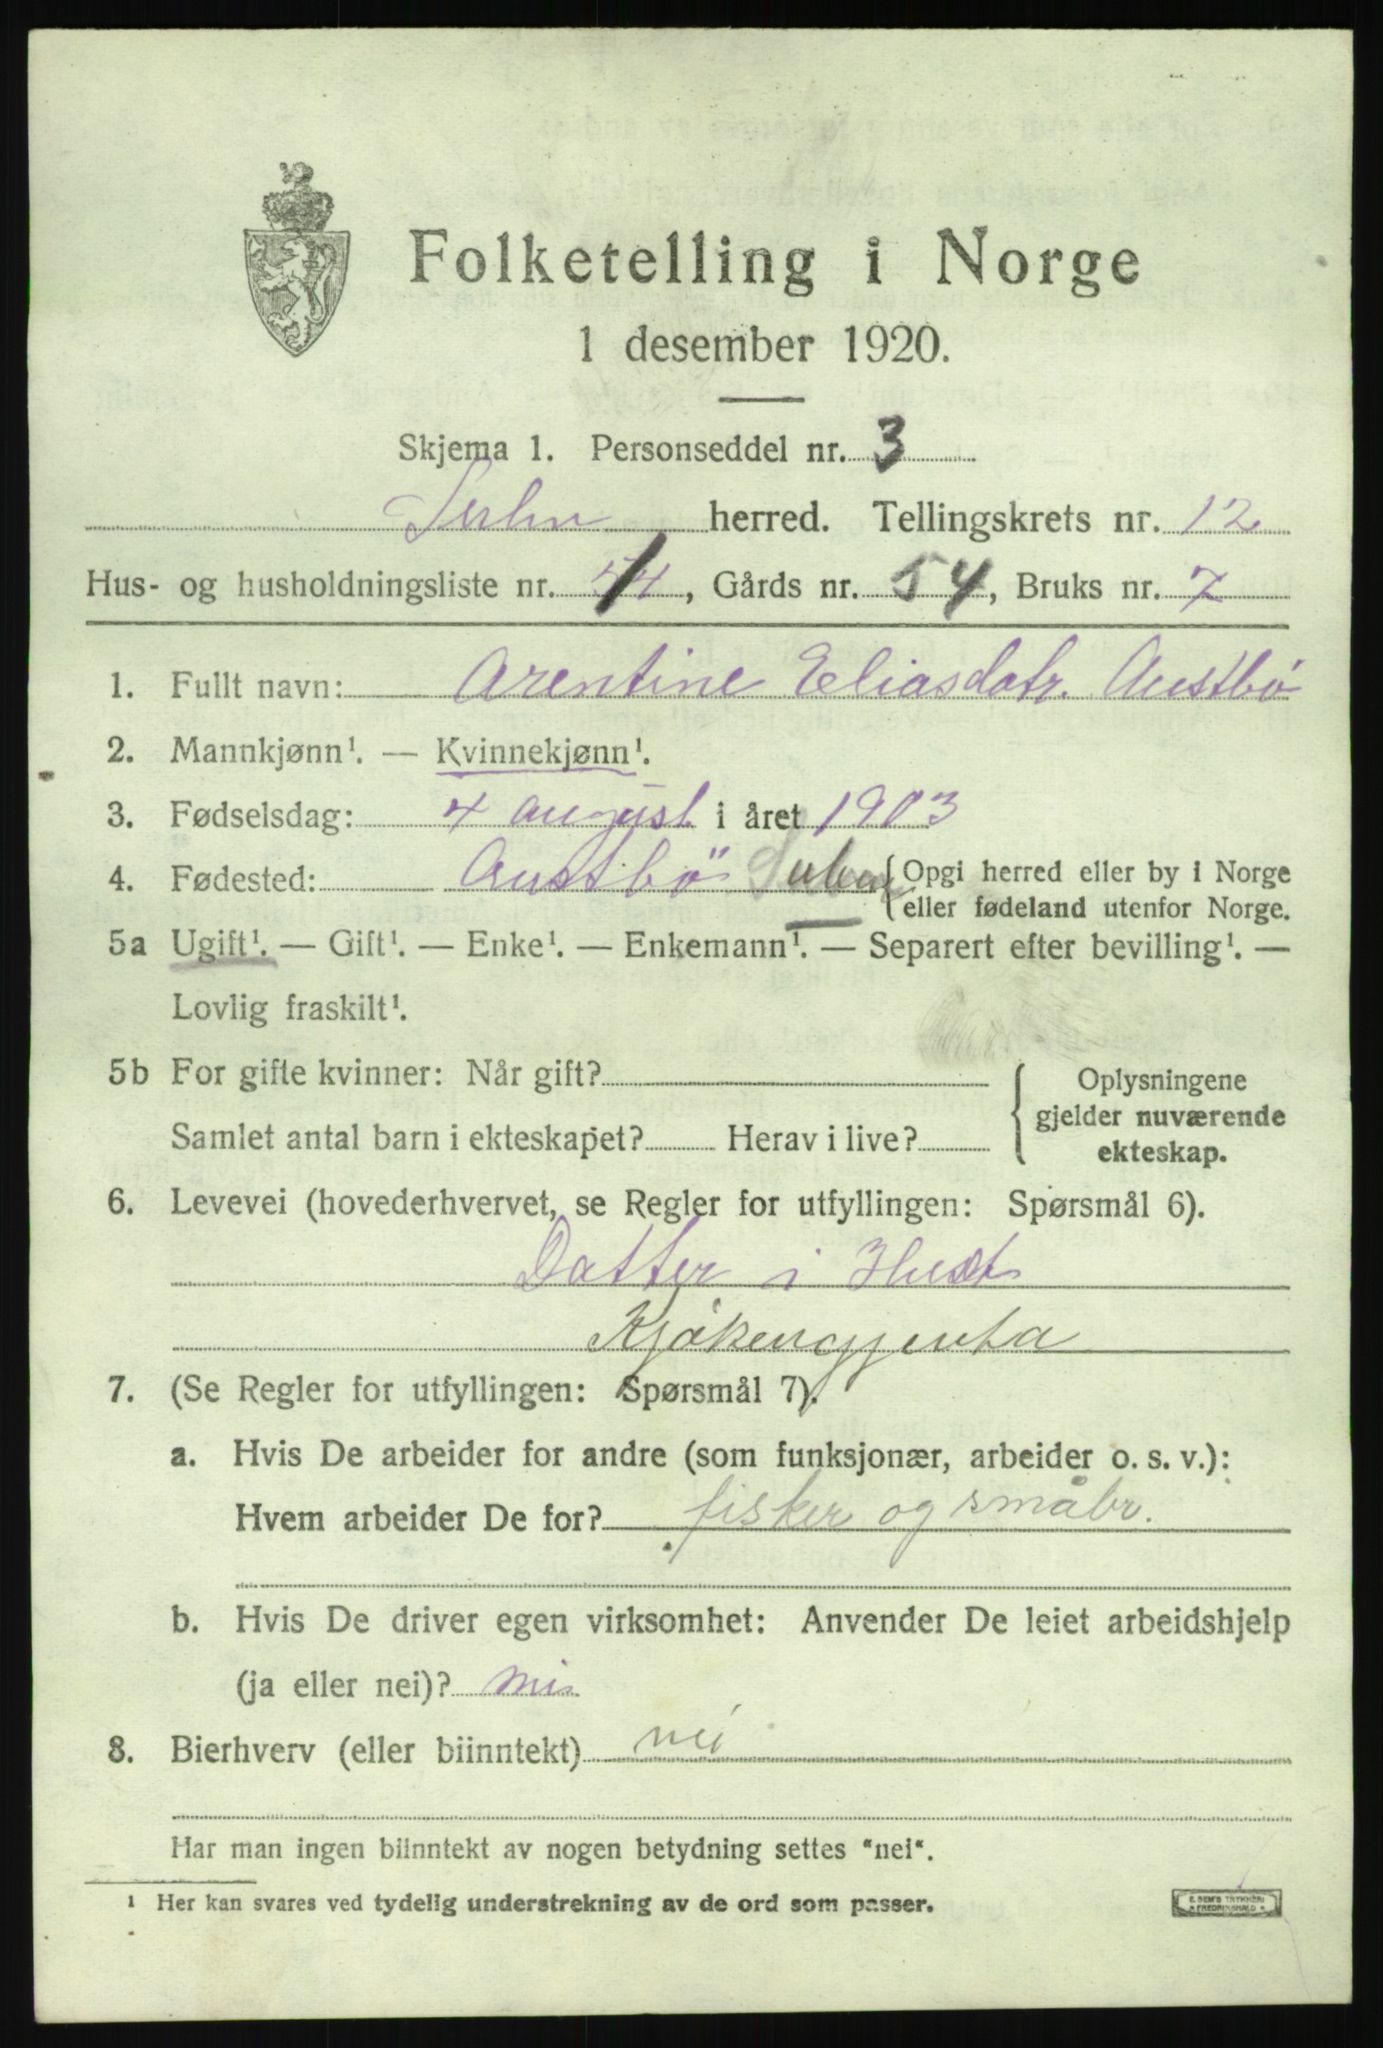 Folketelling i Norge
1 desember 1920.
Skjema 1. Personseddel nr. 3
herred. Tellingskrets nr. 12
Hus- og husholdningsliste nr. 1, Gårds nr. 54, Bruks nr. 7
1. Fullt navn: Arentine Eliasdatr. Austbö
2. Mannkjønn¹. — Kvinnekjønn¹.
3. Fødselsdag: 4 august i året 1903
4. Fødested: Austbö {Opgi herred eller by i Norge
eller fødeland utenfor Norge.
5a Ugift¹. — Gift¹. — Enke¹. — Enkemann¹. — Separert efter bevilling¹. —
Lovlig fraskilt¹.
5b For gifte kvinner: Når gift?
Samlet antal barn i ekteskapet? Herav i live?
{Oplysningene
gjelder nuværende
ekteskap.
6. Levevei (hovederhvervet, se Regler for utfyllingen: Spørsmål 6).
Datter i Huset
Kjøkengjenta
7. (Se Regler for utfyllingen: Spørsmål 7).
a. Hvis De arbeider for andre (som funksjonær, arbeider o. s. v.):
Hvem arbeider De for? fisker og småbr.
b. Hvis De driver egen virksomhet: Anvender De leiet arbeidshjelp
(ja eller nei)? nei
8. Bierhverv (eller biinntekt) nei
Har man ingen biinntekt av nogen betydning settes "nei".
¹ Her kan svares ved tydelig understrekning av de ord som passer.
E. SEM'S TRYKKERI
* FREDRIKSHALD *